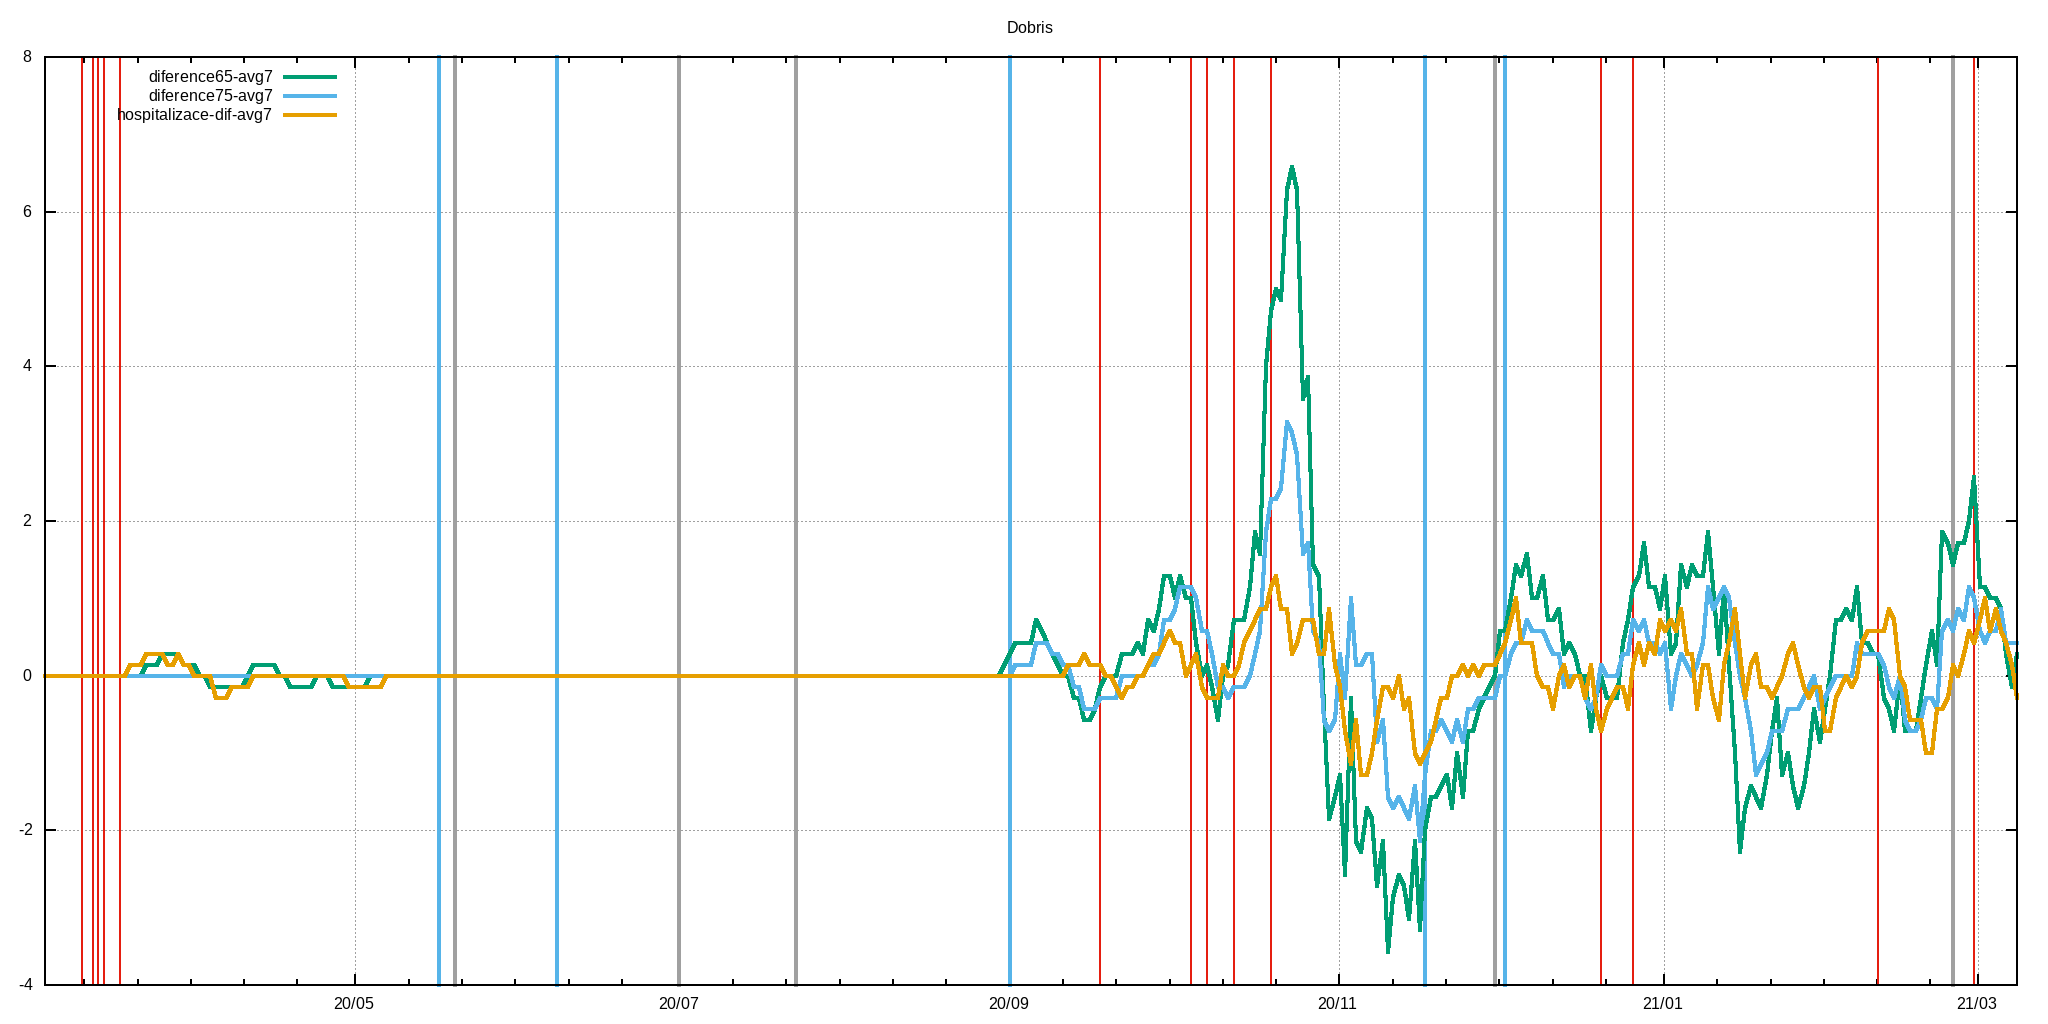 Dobris
8
diference65-avg7
diference75-avg7
hospitalizace-dif-avg7
6
4
2
0
-2
-4
20/05 20/07 20/09 20/11 21/01 21/03